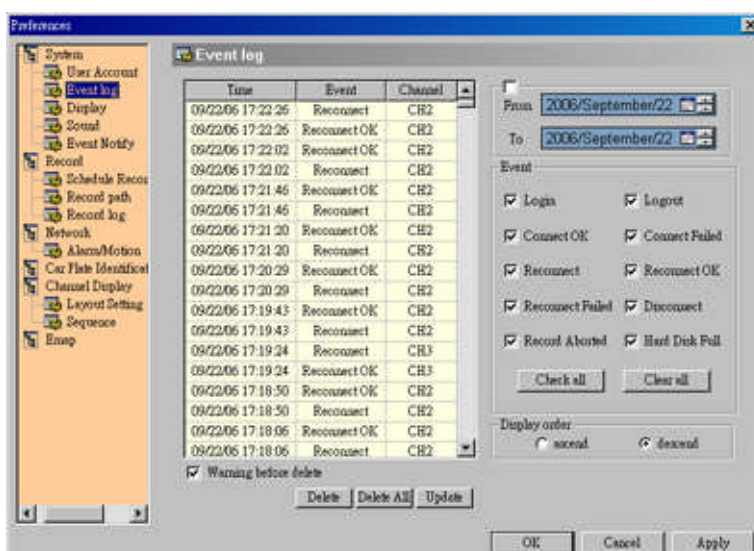 Preferences
System
User Account
Event log
Display
Sound
Event Notify
Record
Schedule Recor
Record path
Record log
Network
Alarm/Motion
Car Plate Identificat
Channel Display
Layout Setting
Sequence
Emap
Event log
Time Event Channel
09/22/06 17:22:26 Reconnect CH2
09/22/06 17:22:26 Reconnect OK CH2
09/22/06 17:22:02 Reconnect OK CH2
09/22/06 17:22:02 Reconnect CH2
09/22/06 17:21:46 Reconnect OK CH2
09/22/06 17:21:46 Reconnect CH2
09/22/06 17:21:20 Reconnect OK CH2
09/22/06 17:21:20 Reconnect CH2
09/22/06 17:20:29 Reconnect OK CH2
09/22/06 17:20:29 Reconnect CH2
09/22/06 17:19:43 Reconnect OK CH2
09/22/06 17:19:43 Reconnect CH2
09/22/06 17:19:24 Reconnect CH3
09/22/06 17:19:24 Reconnect OK CH3
09/22/06 17:18:50 Reconnect OK CH2
09/22/06 17:18:50 Reconnect CH2
09/22/06 17:18:06 Reconnect OK CH2
09/22/06 17:18:06 Reconnect CH2
Warning before delete
Delete Delete All Update
From 2006/September/22
To 2006/September/22
Event
Login Logout
Connect OK Connect Failed
Reconnect Reconnect OK
Reconnect Failed Disconnect
Record Aborted Hard Disk Full
Check all Clear all
Display order
ascend descend
OK Cancel Apply